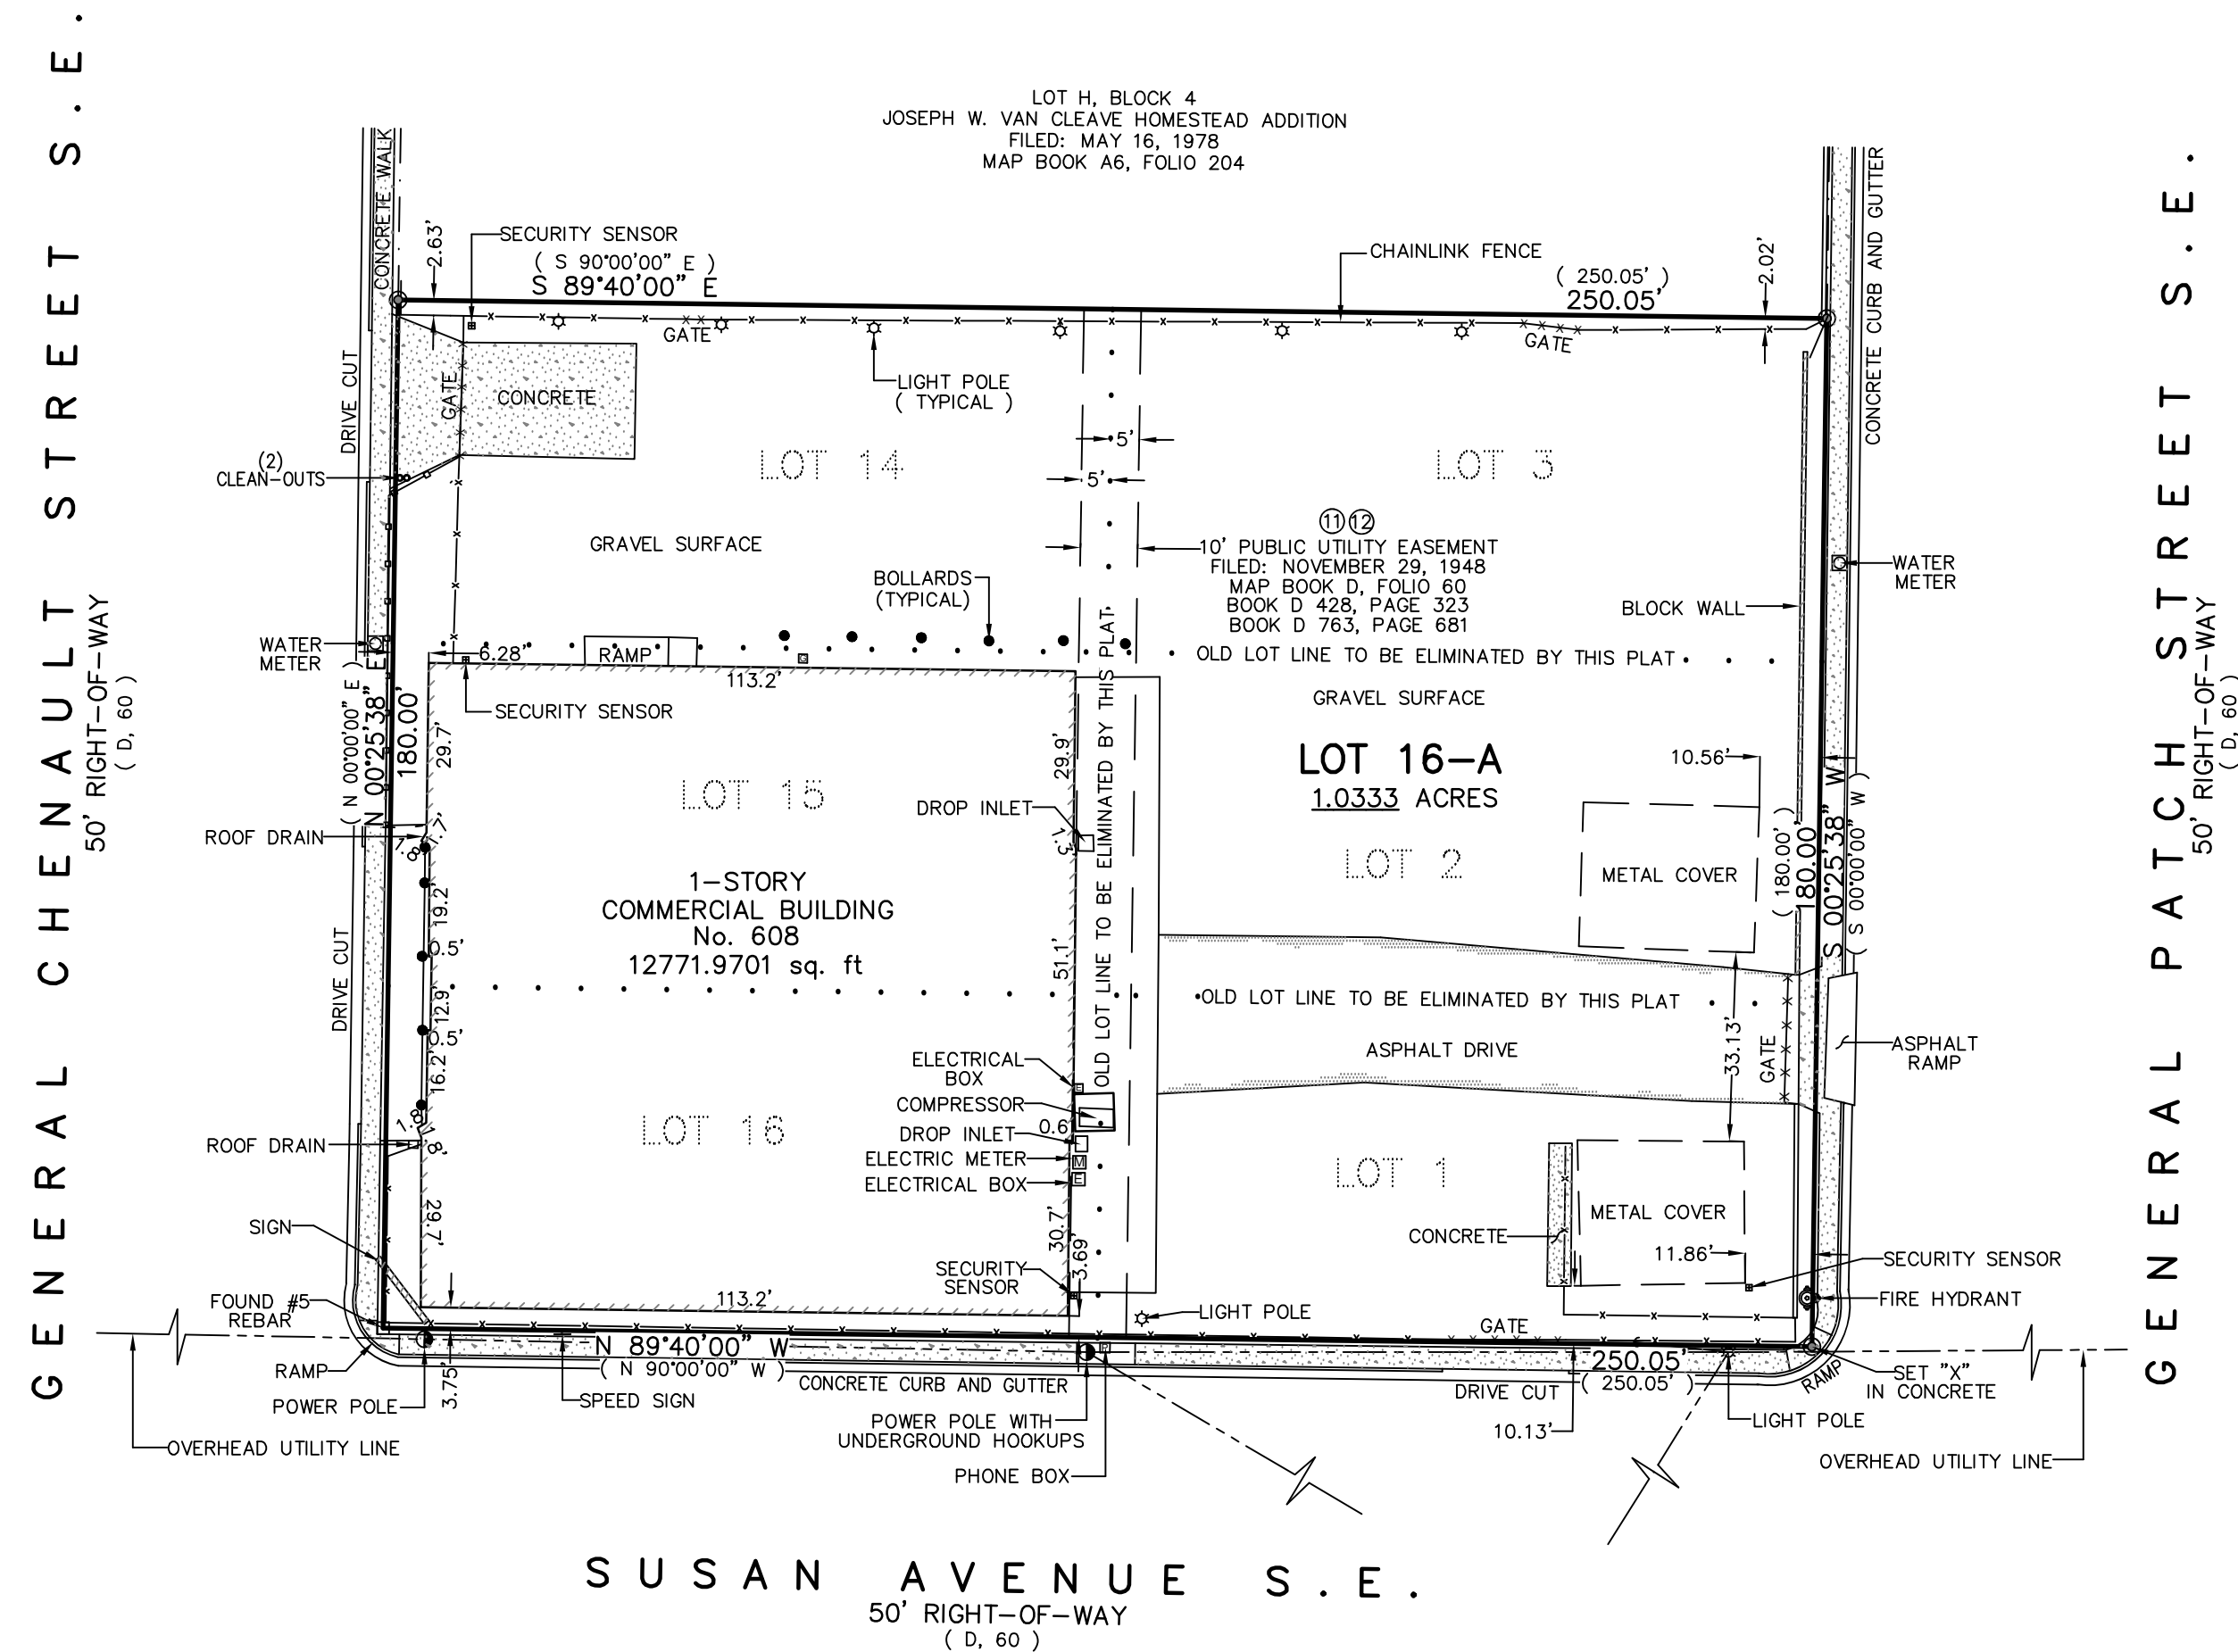 LOT H, BLOCK 4
JOSEPH W. VAN CLEAVE HOMESTEAD ADDITION
FILED: MAY 16, 1978
MAP BOOK A6, FOLIO 204
GENERAL CHENAULT STREET S.E.
50' RIGHT-OF-WAY
( D, 60 )
GENERAL PATCH STREET S.E.
50' RIGHT-OF-WAY
( D, 60 )
CONCRETE WALK
2.63'
SECURITY SENSOR
( S 90°00'00" E )
S 89°40'00" E
CHAINLINK FENCE
( 250.05' )
250.05'
2.02'
CONCRETE CURB AND GUTTER
GATE
GATE
DRIVE CUT
GATE
CONCRETE
LIGHT POLE
( TYPICAL )
5'
5'
(2)
CLEAN-OUTS
LOT 14
LOT 3
GRAVEL SURFACE
11 12
10' PUBLIC UTILITY EASEMENT
FILED: NOVEMBER 29, 1948
MAP BOOK D, FOLIO 60
BOOK D 428, PAGE 323
BOOK D 763, PAGE 681
BOLLARDS
(TYPICAL)
BLOCK WALL
WATER
METER
WATER
METER
6.28'
RAMP
G
OLD LOT LINE TO BE ELIMINATED BY THIS PLAT
113.2'
SECURITY SENSOR
GRAVEL SURFACE
( N 00°00'00" E )
N 00°25'38" E
180.00'
29.7'
29.9'
OLD LOT LINE TO BE ELIMINATED BY THIS PLAT
LOT 16-A
1.0333 ACRES
10.56'
LOT 15
DROP INLET
1.5'
ROOF DRAIN
1.8'
1.7'
LOT 2
METAL COVER
( 180.00' )
180.00'
S 00°25'38" W
( S 00°00'00" W )
1-STORY
COMMERCIAL BUILDING
No. 608
12771.9701 sq. ft
19.2'
0.5'
51.1'
DRIVE CUT
12.9'
0.5'
16.2'
OLD LOT LINE TO BE ELIMINATED BY THIS PLAT
33.13'
ASPHALT DRIVE
GATE
ASPHALT
RAMP
ELECTRICAL
BOX
E
COMPRESSOR
0.6'
DROP INLET
ELECTRIC METER
M
ELECTRICAL BOX
E
LOT 16
LOT 1
1.8'
1.8'
ROOF DRAIN
29.7'
30.7'
3.69'
METAL COVER
CONCRETE
11.86'
SIGN
SECURITY
SENSOR
SECURITY SENSOR
FOUND #5
REBAR
113.2'
LIGHT POLE
GATE
FIRE HYDRANT
N 89°40'00" W
( N 90°00'00" W )
P
250.05'
( 250.05' )
RAMP
CONCRETE CURB AND GUTTER
DRIVE CUT
RAMP
SET "X"
IN CONCRETE
3.75'
POWER POLE
SPEED SIGN
POWER POLE WITH
UNDERGROUND HOOKUPS
10.13'
LIGHT POLE
OVERHEAD UTILITY LINE
PHONE BOX
OVERHEAD UTILITY LINE
SUSAN AVENUE S.E.
50' RIGHT-OF-WAY
( D, 60 )